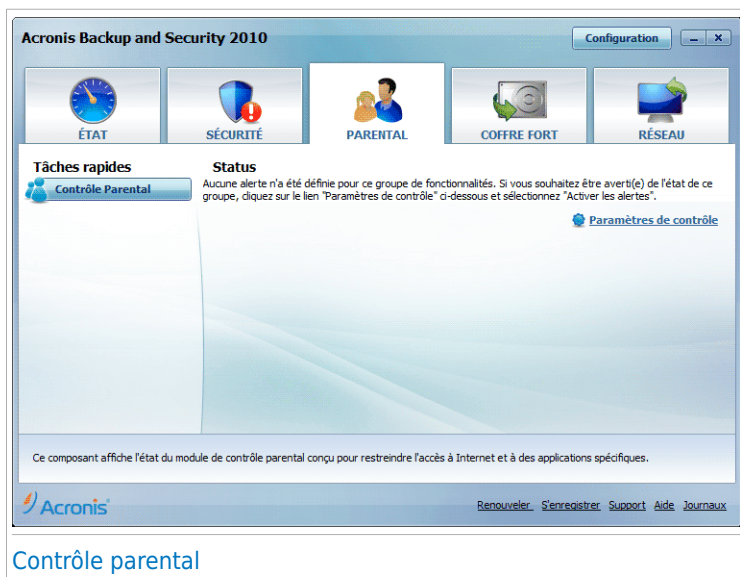 Acronis Backup and Security 2010
Configuration
ÉTAT
SÉCURITÉ
PARENTAL
COFFRE FORT
RÉSEAU
Tâches rapides
Contrôle Parental
Status
Aucune alerte n'a été définie pour ce groupe de fonctionnalités. Si vous souhaitez être averti(e) de l'état de ce
groupe, cliquez sur le lien "Paramètres de contrôle" ci-dessous et sélectionnez "Activer les alertes".
Paramètres de contrôle
Ce composant affiche l'état du module de contrôle parental conçu pour restreindre l'accès à Internet et à des applications spécifiques.
Acronis
Renouveler S'enregistrer Support Aide Journaux
Contrôle parental